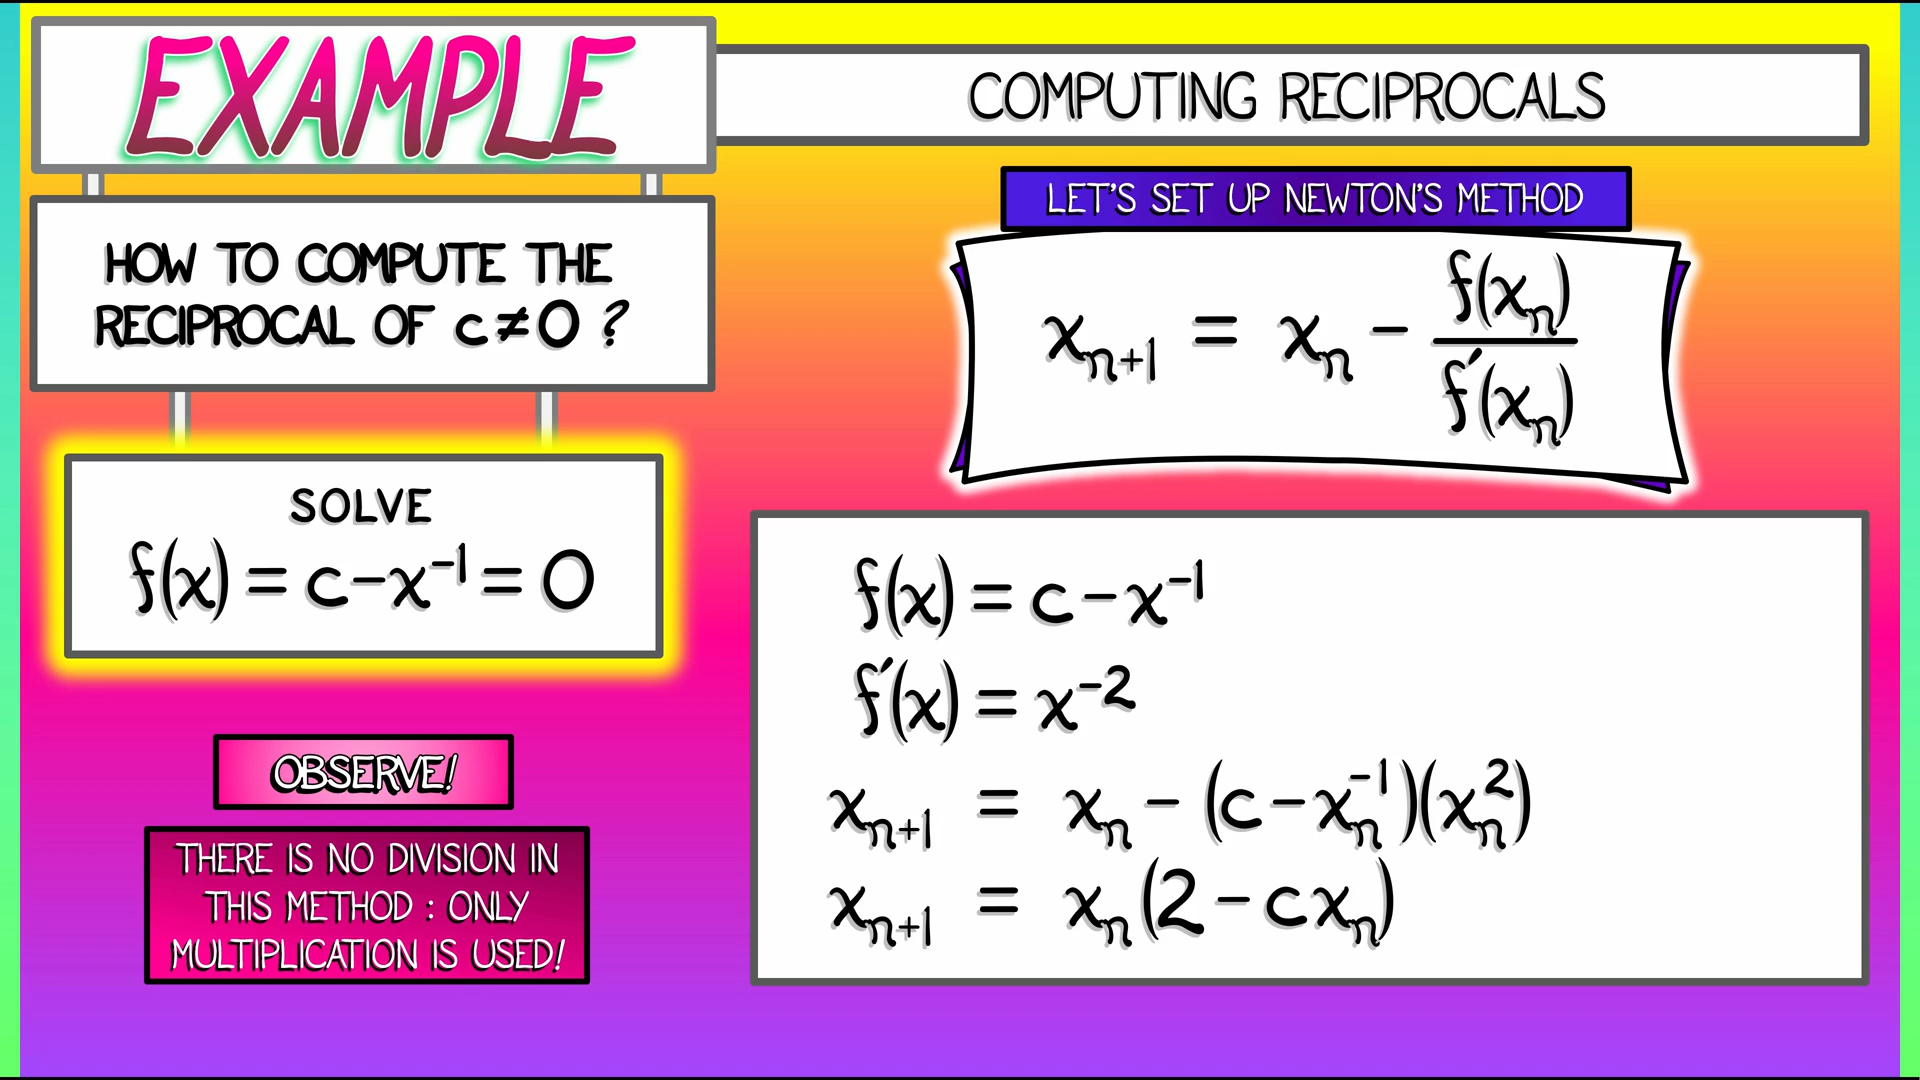 EXAMPLE
COMPUTING RECIPROCALS
HOW TO COMPUTE THE
RECIPROCAL OF c≠0 ?
SOLVE
f(x) = c − x⁻¹ = 0
OBSERVE!
THERE IS NO DIVISION IN
THIS METHOD : ONLY
MULTIPLICATION IS USED!
LET'S SET UP NEWTON'S METHOD
xₙ₊₁ = xₙ − f(xₙ)/f′(xₙ)
f(x) = c − x⁻¹
f′(x) = x⁻²
xₙ₊₁ = xₙ − (c − xₙ⁻¹)(xₙ²)
xₙ₊₁ = xₙ(2 − cxₙ)